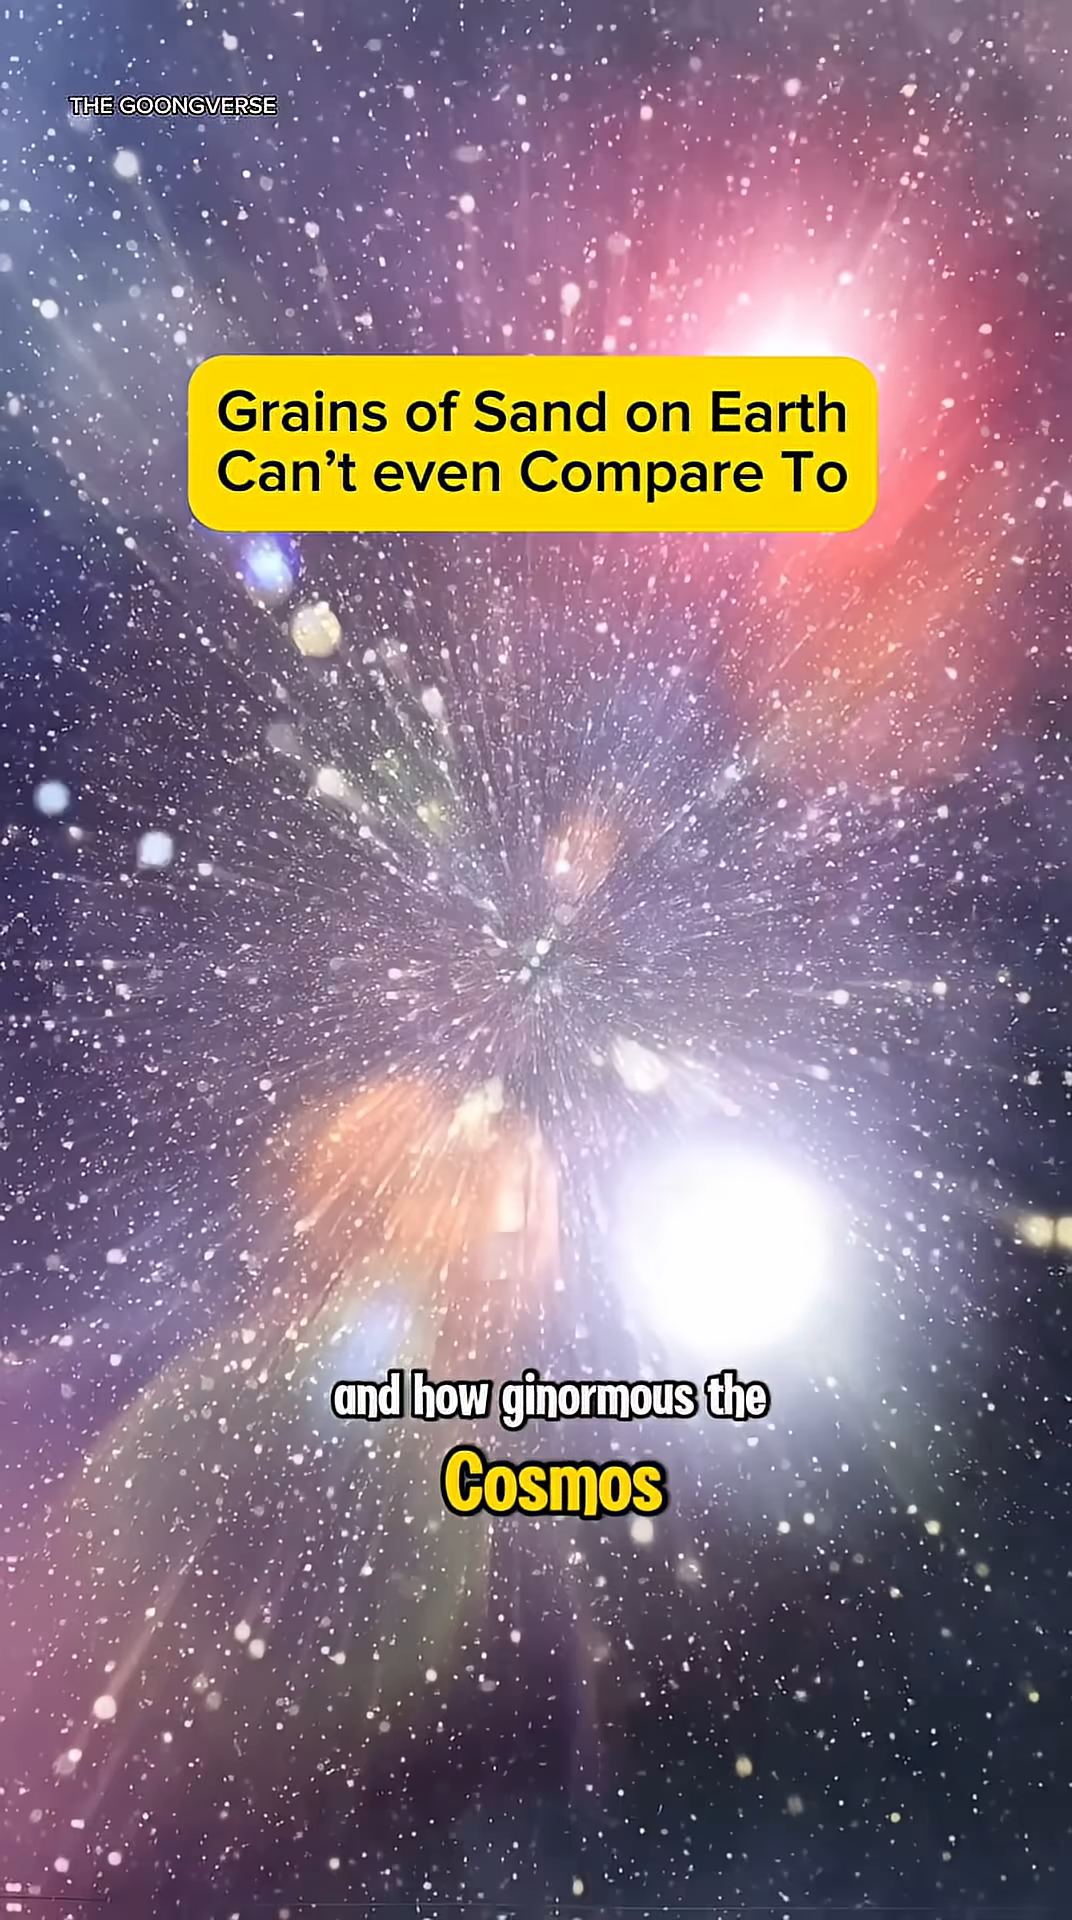 THE GOONGVERSE
Grains of Sand on Earth
Can’t even Compare To
and how ginormous the
Cosmos